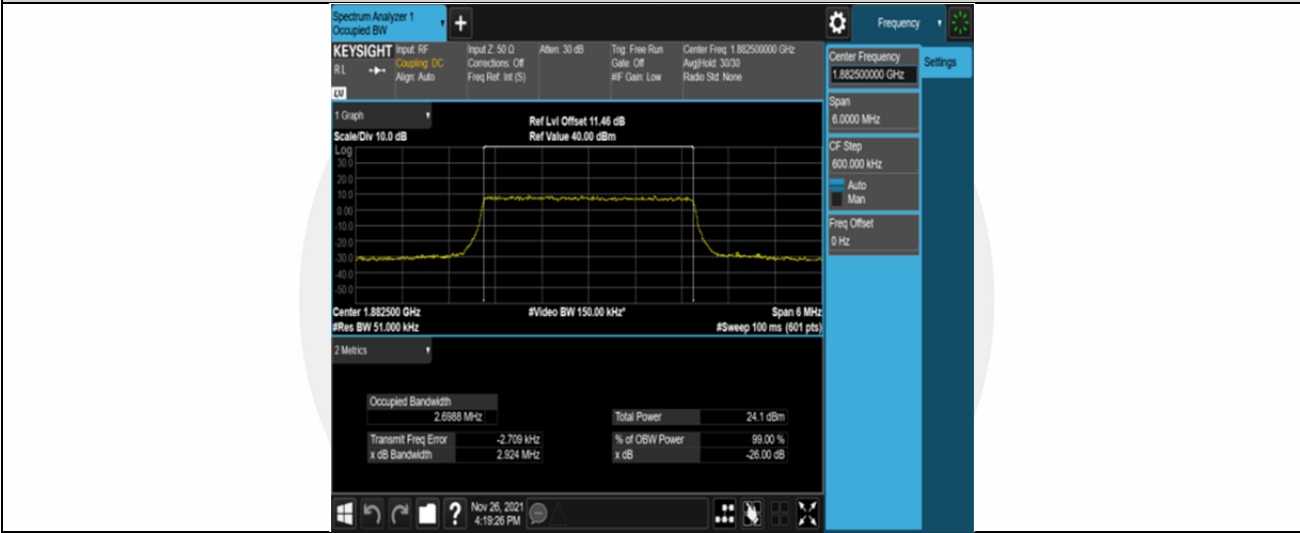 Spectrum Analyzer 1
Occupied BW
+
Frequency
KEYSIGHT
R L
Input: RF
Coupling: DC
Align: Auto
Input Z: 50 Ω
Corrections: Off
Freq Ref: Int (S)
Atten: 30 dB
Trig: Free Run
Gate: Off
#IF Gain: Low
Center Freq: 1.882500000 GHz
Avg|Hold: 30/30
Radio Std: None
Center Frequency
1.882500000 GHz
Settings
Span
6.0000 MHz
CF Step
600.000 kHz
Auto
Man
Freq Offset
0 Hz
1 Graph
Scale/Div 10.0 dB
Ref Lvl Offset 11.46 dB
Ref Value 40.00 dBm
Log
30.0
20.0
10.0
0.00
-10.0
-20.0
-30.0
-40.0
-50.0
Center 1.882500 GHz
#Res BW 51.000 kHz
#Video BW 150.00 kHz*
Span 6 MHz
#Sweep 100 ms (601 pts)
2 Metrics
Occupied Bandwidth
2.6988 MHz
Total Power 24.1 dBm
Transmit Freq Error -2.709 kHz
% of OBW Power 99.00 %
x dB Bandwidth 2.924 MHz
x dB -26.00 dB
?
Nov 26, 2021
4:19:26 PM